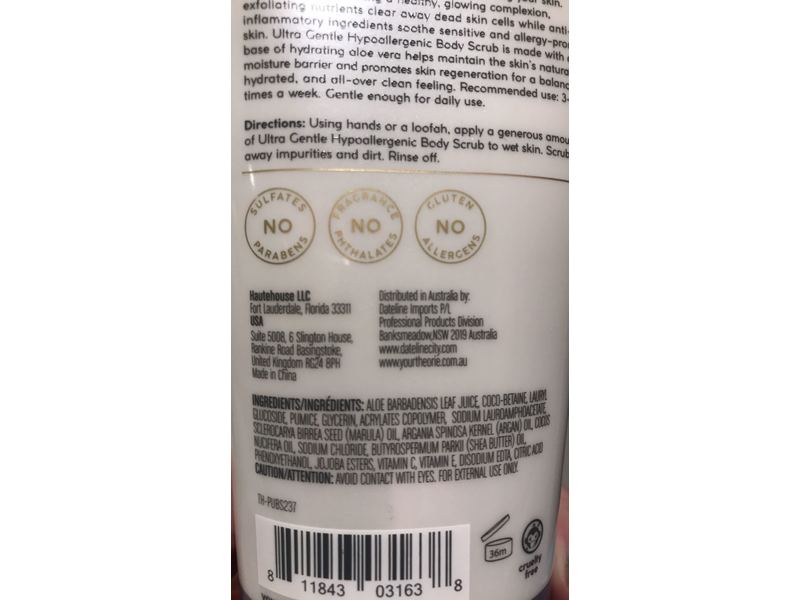 healthy, glowing complexion,
exfoliating nutrients clear away dead skin cells while anti-
inflammatory ingredients soothe sensitive and allergy-pro
skin. Ultra Gentle Hypoallergenic Body Scrub is made with a
base of hydrating aloe vera helps maintain the skin's natura
moisture barrier and promotes skin regeneration for a balanc
hydrated, and all-over clean feeling. Recommended use: 3-
times a week. Gentle enough for daily use.
Directions: Using hands or a loofah, apply a generous amou
of Ultra Gentle Hypoallergenic Body Scrub to wet skin. Scrub
away impurities and dirt. Rinse off.
SULFATES NO PARABENS
FRAGRANCE NO PHTHALATES
GLUTEN NO ALLERGENS
Hautehouse LLC
Fort Lauderdale, Florida 33311
USA
Suite 5008, 6 Slington House,
Rankine Road Basingstoke,
United Kingdom RG24 8PH
Made in China
Distributed in Australia by:
Dateline Imports P/L
Professional Products Division
Banksmeadow,NSW 2019 Australia
www.datelinecity.com
www.yourtheorie.com.au
INGREDIENTS/INGRÉDIENTS: ALOE BARBADENSIS LEAF JUICE, COCO-BETAINE, LAURYL
GLUCOSIDE, PUMICE, GLYCERIN, ACRYLATES COPOLYMER, SODIUM LAUROAMPHOACETATE,
SCLEROCARYA BIRREA SEED (MARULA) OIL, ARGANIA SPINOSA KERNEL (ARGAN) OIL, COCOS
NUCIFERA OIL, SODIUM CHLORIDE, BUTYROSPERMUM PARKII (SHEA BUTTER) OIL,
PHENOXYETHANOL, JOJOBA ESTERS, VITAMIN C, VITAMIN E, DISODIUM EDTA, CITRIC ACID
CAUTION/ATTENTION: AVOID CONTACT WITH EYES. FOR EXTERNAL USE ONLY.
TH-PUBS237
36m
cruelty
free
8 11843 03163 8